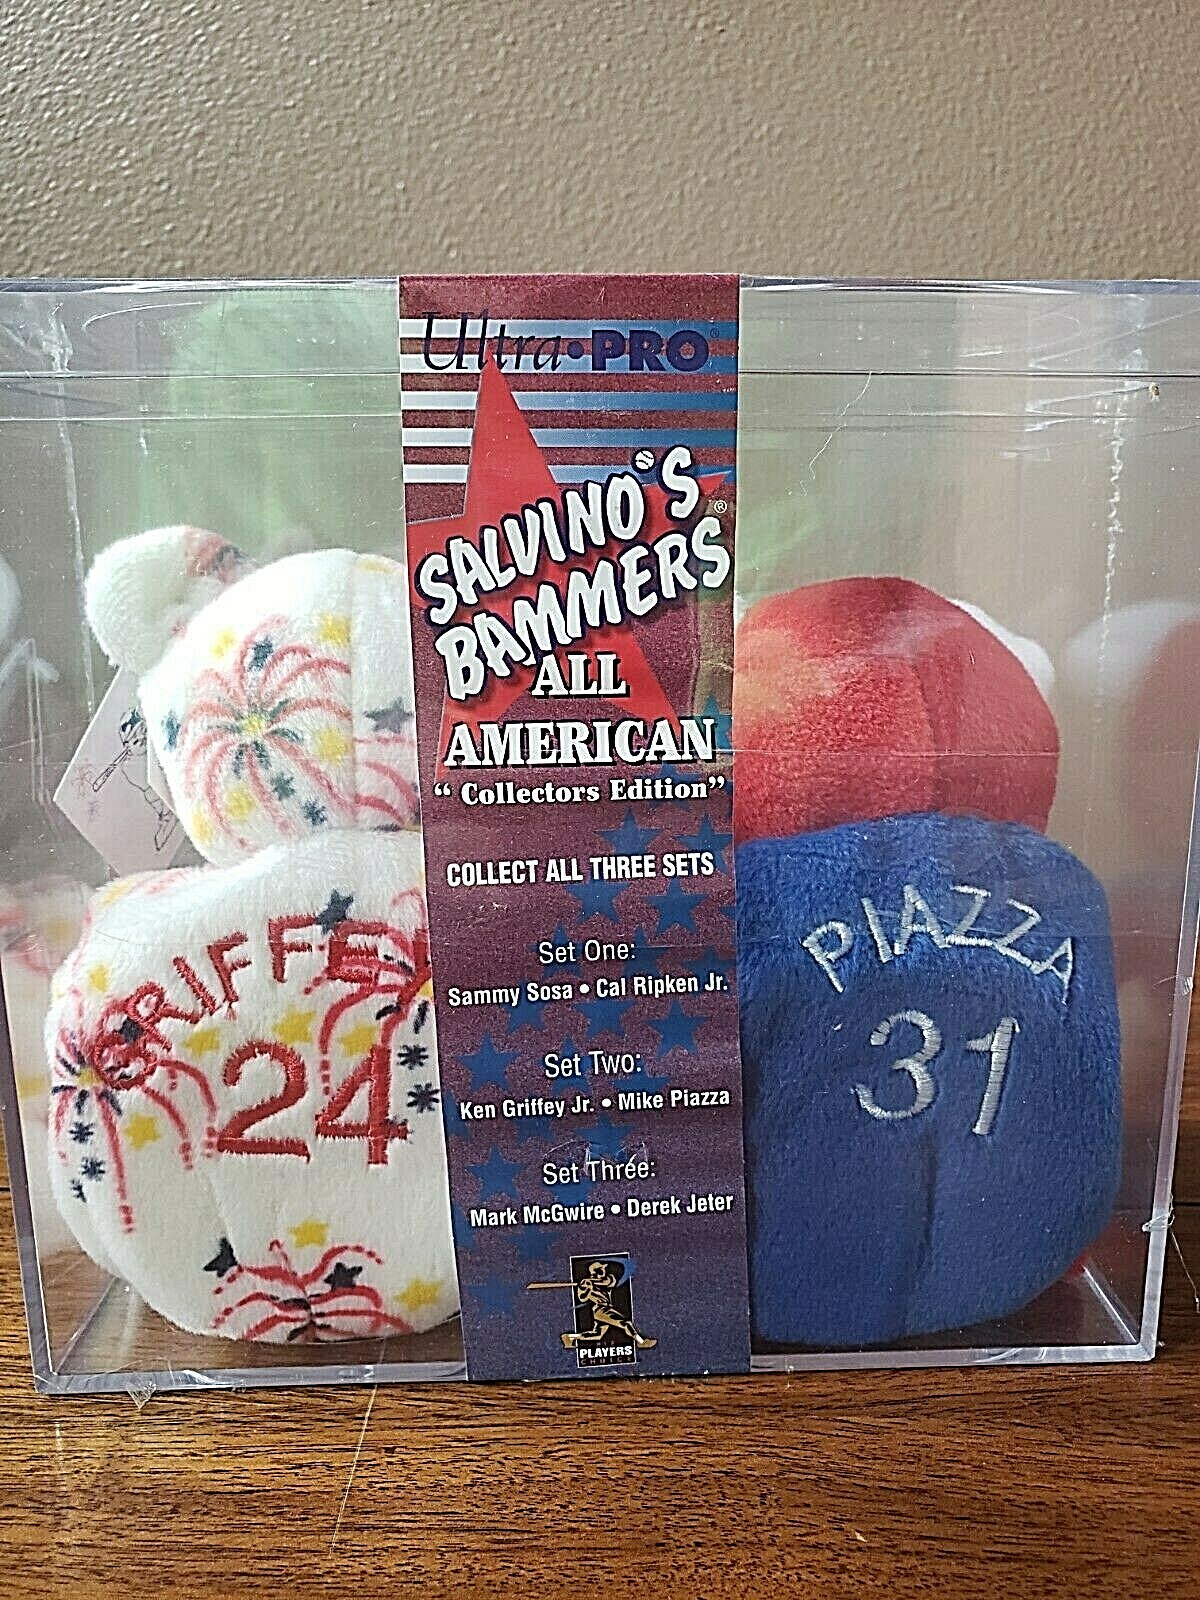 Ultra•PRO®
SALVINO'S
BAMMERS®
ALL
AMERICAN
“ Collectors Edition”
COLLECT ALL THREE SETS
Set One:
Sammy Sosa • Cal Ripken Jr.
Set Two:
Ken Griffey Jr. • Mike Piazza
Set Three:
Mark McGwire • Derek Jeter
PLAYERS
CHOICE
GRIFFEY
24
PIAZZA
31